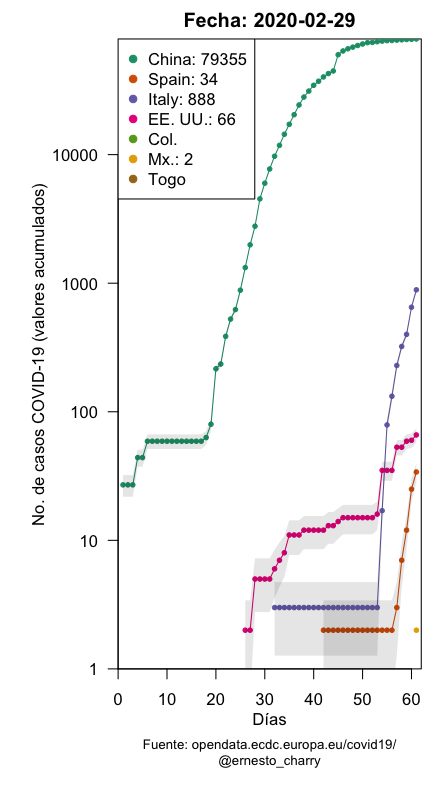 Fecha: 2020-02-29
China: 79355
Spain: 34
Italy: 888
EE. UU.: 66
Col.
Mx.: 2
Togo
No. de casos COVID-19 (valores acumulados)
10000
1000
100
10
1
0 10 20 30 40 50 60
Días
Fuente: opendata.ecdc.europa.eu/covid19/
@ernesto_charry